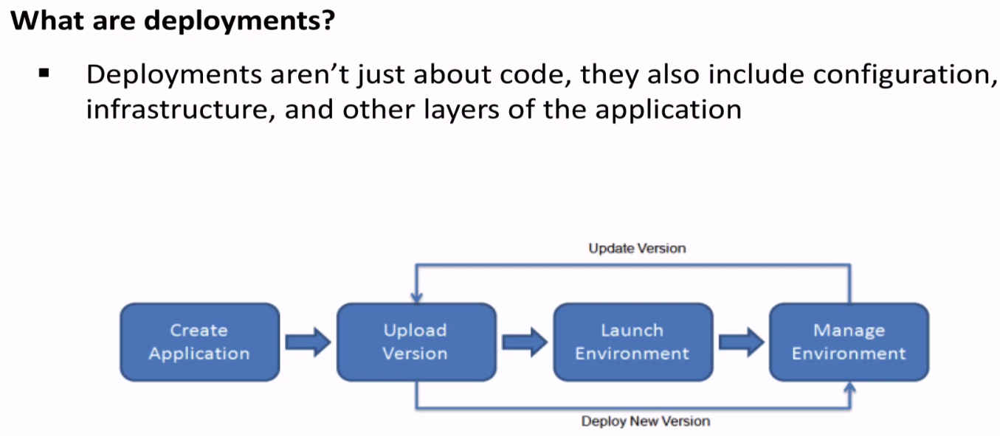 What are deployments?
▪ Deployments aren’t just about code, they also include configuration,
infrastructure, and other layers of the application
Update Version
Create
Application
Upload
Version
Launch
Environment
Manage
Environment
Deploy New Version